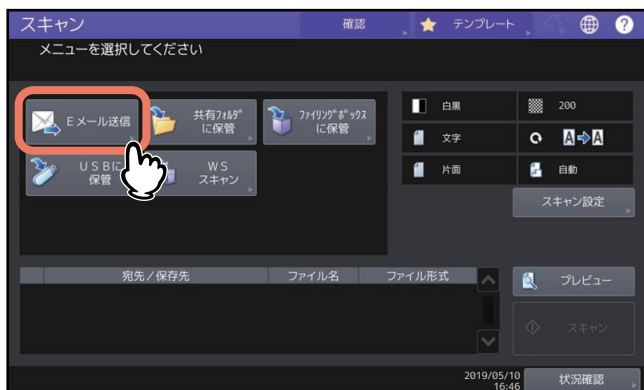 スキャン
確認
テンプレート
?
メニューを選択してください
Eメール送信
共有フォルダ
に保管
ファイリングボックス
に保管
USBに
保管
WS
スキャン
白黒
200
文字
A A
片面
自動
スキャン設定
宛先/保存先
ファイル名
ファイル形式
プレビュー
スキャン
2019/05/10
16:46
状況確認